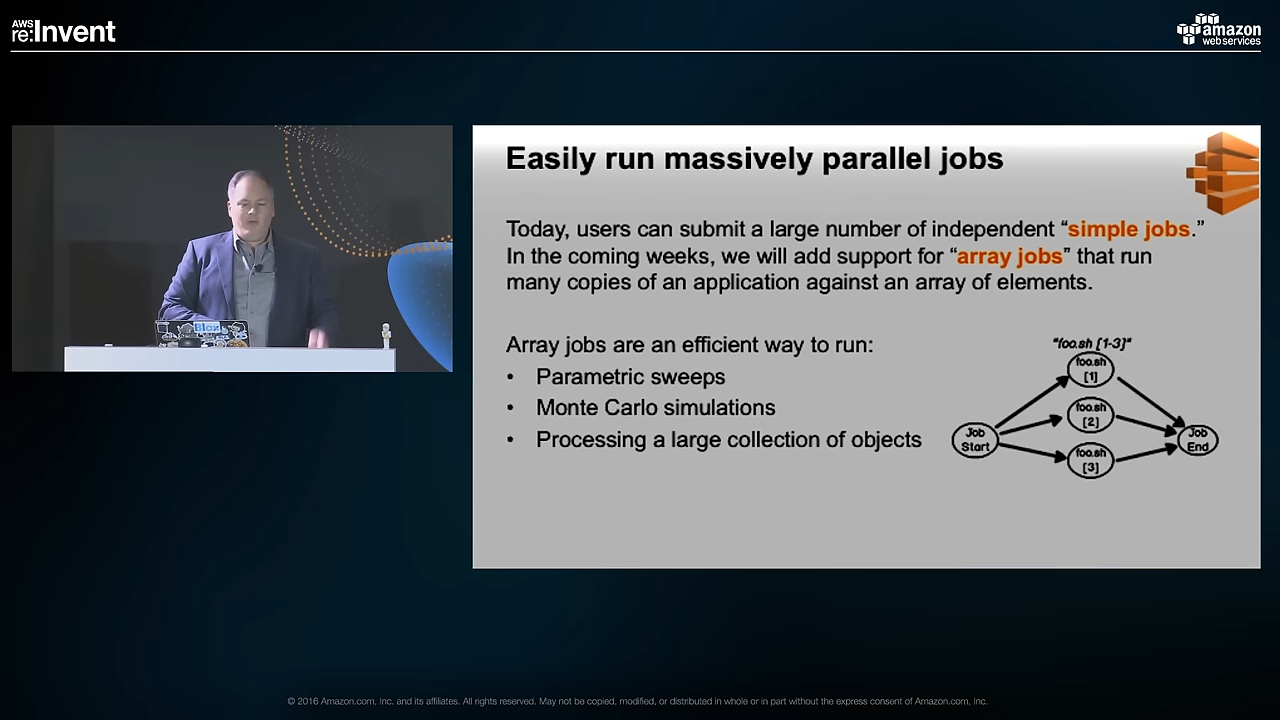 AWS
re:Invent
amazon
web services
Blox
Easily run massively parallel jobs
Today, users can submit a large number of independent “simple jobs.”
In the coming weeks, we will add support for “array jobs” that run
many copies of an application against an array of elements.
Array jobs are an efficient way to run:
• Parametric sweeps
• Monte Carlo simulations
• Processing a large collection of objects
"foo.sh [1-3]"
foo.sh
[1]
foo.sh
[2]
Job
Start
Job
End
foo.sh
[3]
© 2016 Amazon.com, Inc. and its affiliates. All rights reserved. May not be copied, modified, or distributed in whole or in part without the express consent of Amazon.com, Inc.